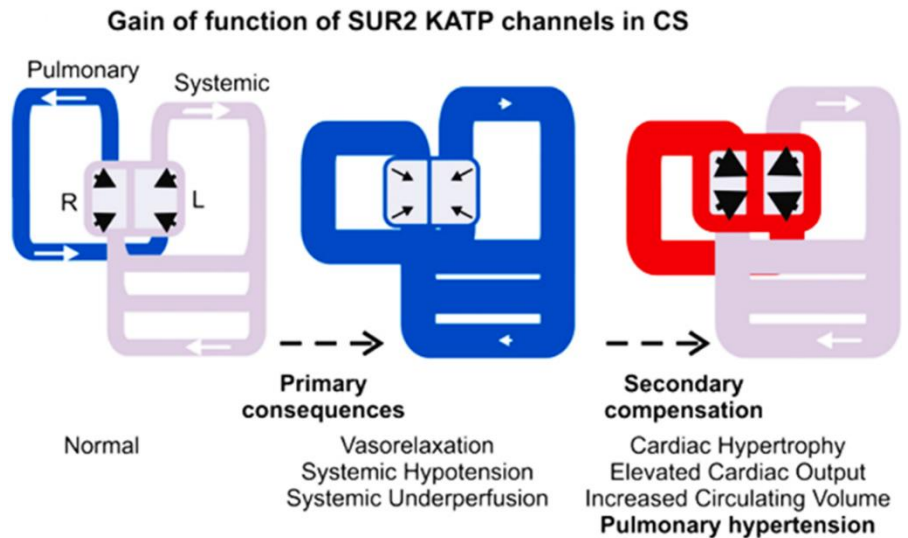 Gain of function of SUR2 KATP channels in CS
Pulmonary
Systemic
R
L
Primary
consequences
Secondary
compensation
Normal
Vasorelaxation
Systemic Hypotension
Systemic Underperfusion
Cardiac Hypertrophy
Elevated Cardiac Output
Increased Circulating Volume
Pulmonary hypertension